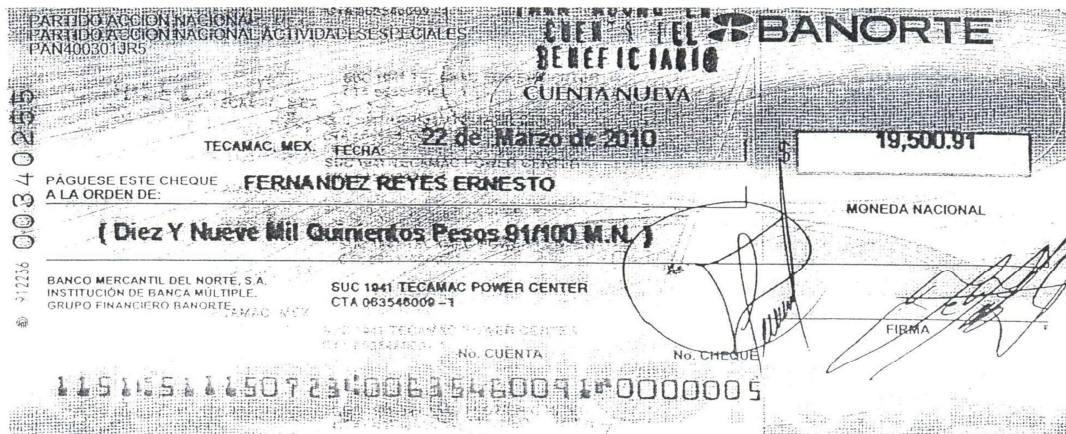 PARTIDO ACCION NACIONAL
PARTIDO ACCION NACIONAL ACTIVIDADES ESPECIALES
PAN400301JR5
BENEFICIARIO
CUENTA NUEVA
BANORTE
TECAMAC, MEX. FECHA: 22 de Marzo de 2010
$ 19,500.91
PÁGUESE ESTE CHEQUE
A LA ORDEN DE: FERNANDEZ REYES ERNESTO
MONEDA NACIONAL
( Diez Y Nueve Mil Quinientos Pesos 91/100 M.N. )
BANCO MERCANTIL DEL NORTE, S.A.
INSTITUCIÓN DE BANCA MÚLTIPLE.
GRUPO FINANCIERO BANORTE
SUC 1941 TECAMAC POWER CENTER
CTA 063546009-1
FIRMA
No. CUENTA
No. CHEQUE
0000005
912236 0034 0255